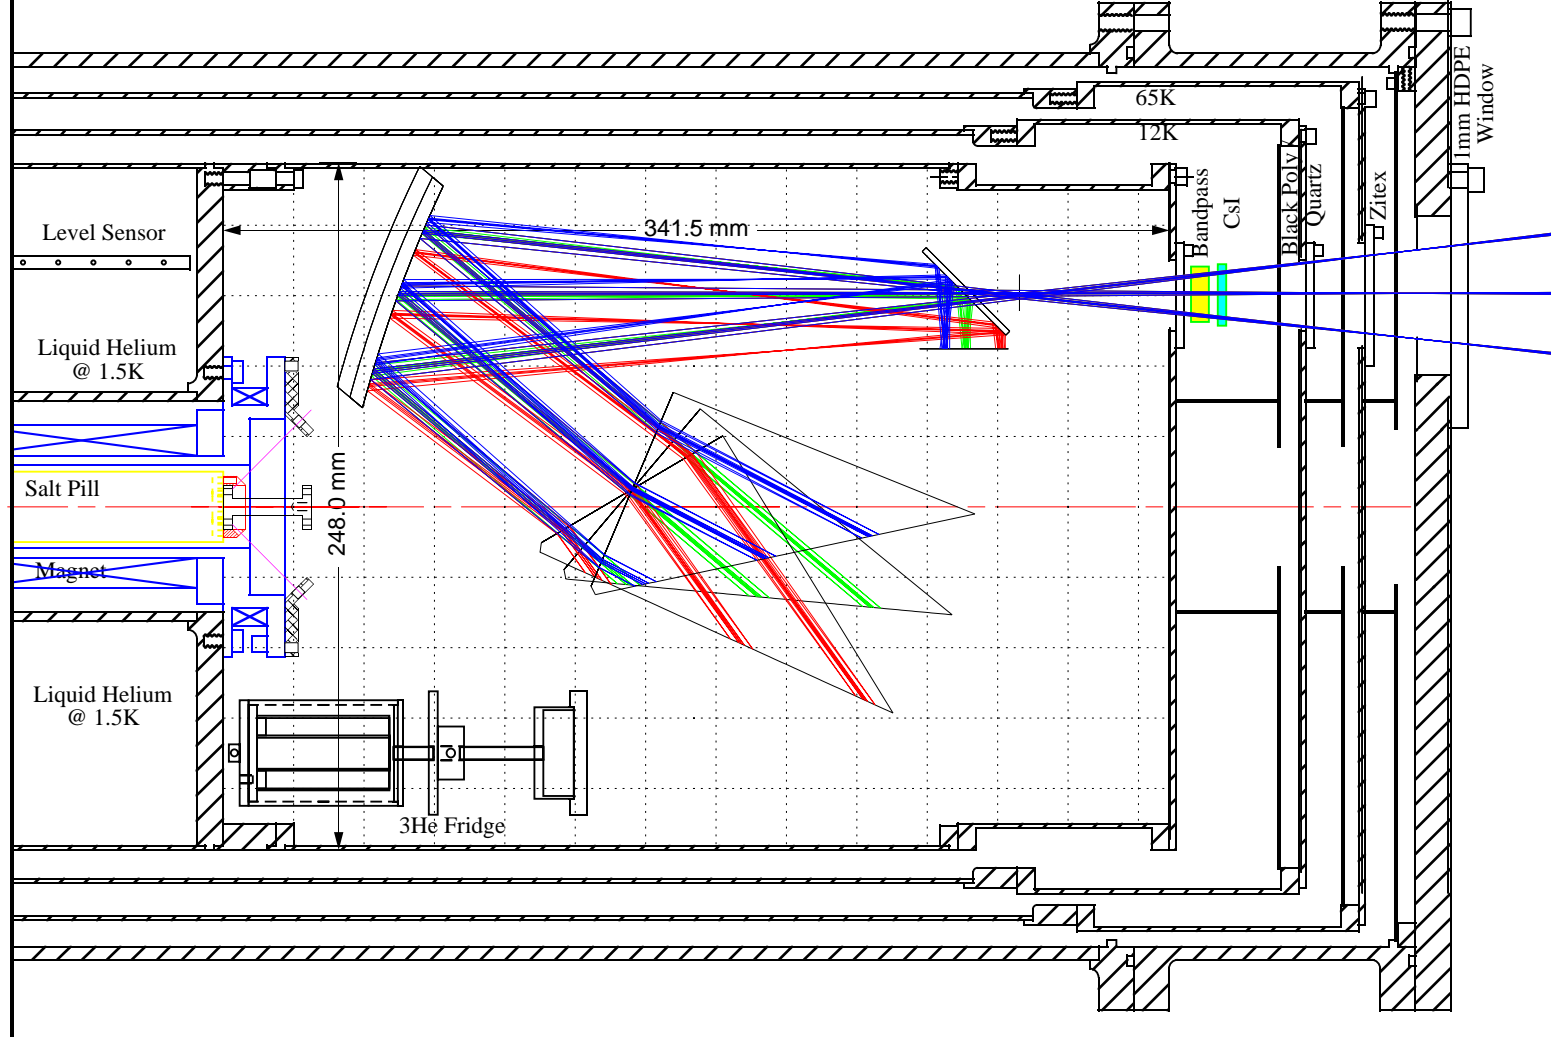 65K
12K
1mm HDPE
Window
Bandpass
CsI
Black Poly
Quartz
Zitex
Level Sensor
341.5 mm
Liquid Helium
@ 1.5K
248.0 mm
Salt Pill
Magnet
Liquid Helium
@ 1.5K
3He Fridge